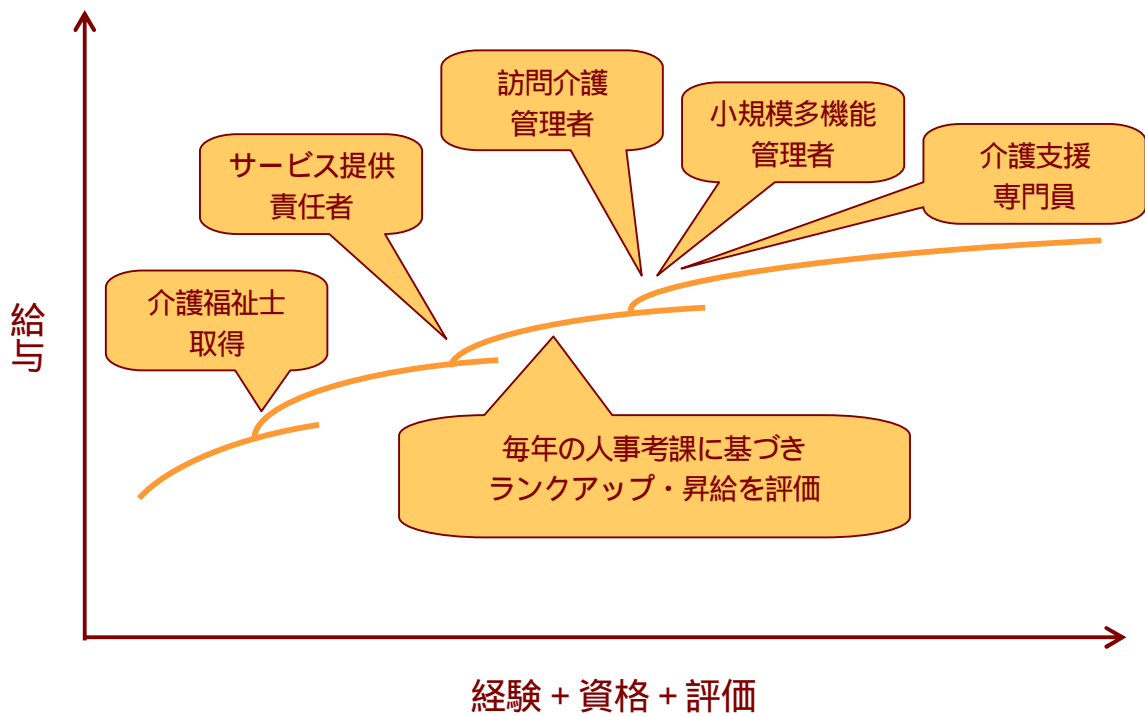 訪問介護
管理者
小規模多機能
管理者
介護支援
専門員
サービス提供
責任者
介護福祉士
取得
給与
毎年の人事考課に基づき
ランクアップ・昇給を評価
経験 + 資格 + 評価